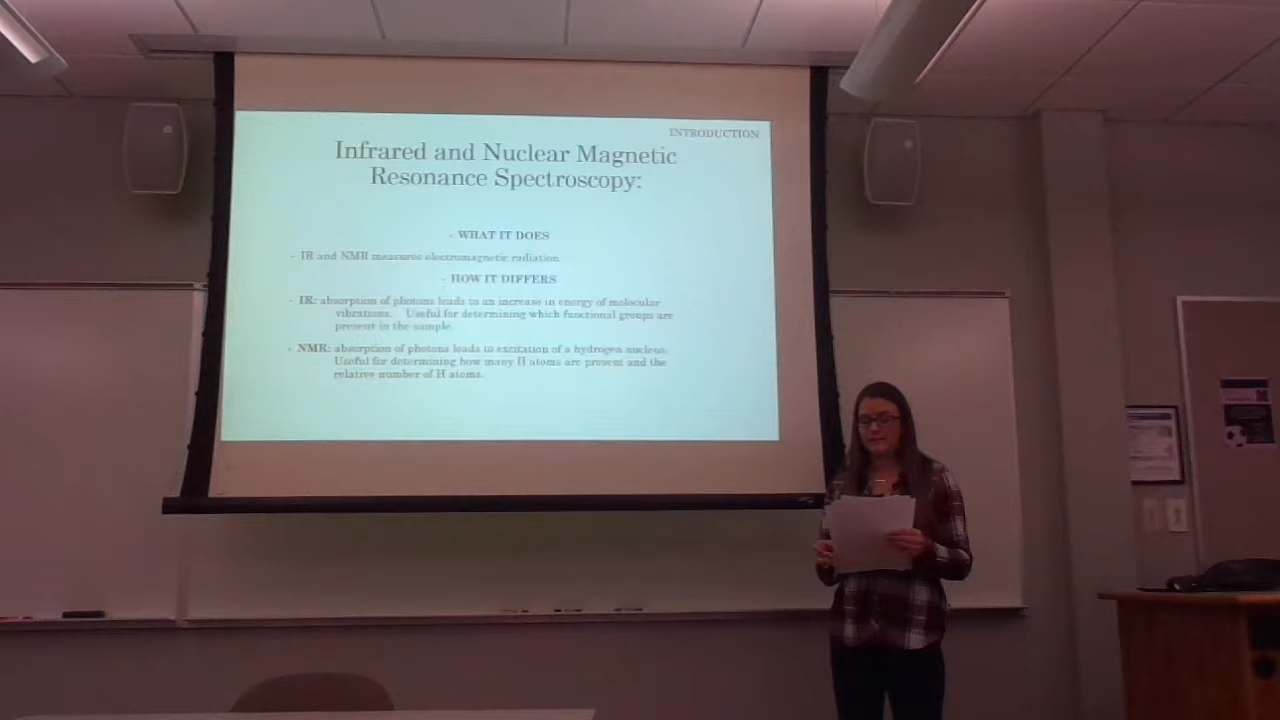 INTRODUCTION
Infrared and Nuclear Magnetic
Resonance Spectroscopy:
- WHAT IT DOES
- IR and NMR measures electromagnetic radiation
- HOW IT DIFFERS
- IR: absorption of photons leads to an increase in energy of molecular
vibrations. Useful for determining which functional groups are
present in the sample.
- NMR: absorption of photons leads to excitation of a hydrogen nucleus.
Useful for determining how many H atoms are present and the
relative number of H atoms.